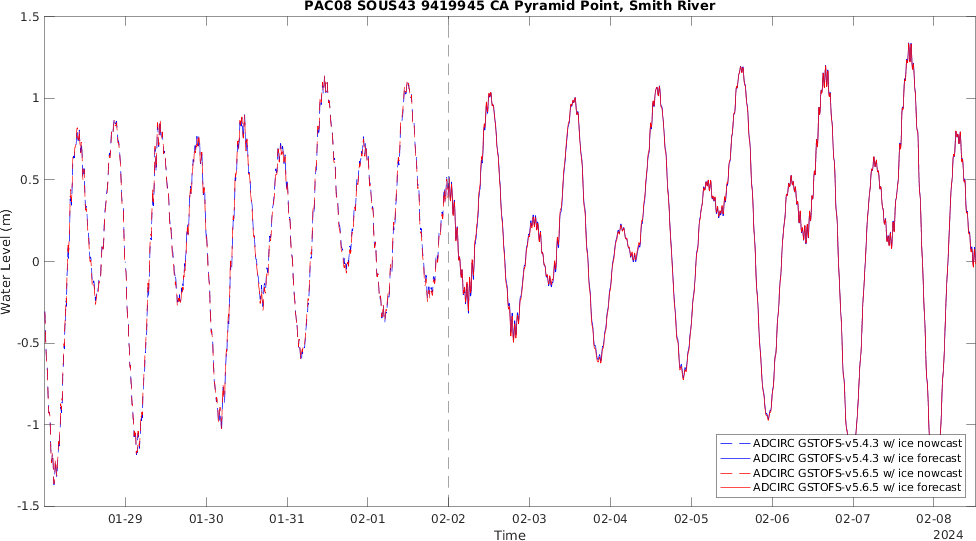 PAC08 SOUS43 9419945 CA Pyramid Point, Smith River
1.5
1
0.5
0
-0.5
-1
-1.5
Water Level (m)
01-29 01-30 01-31 02-01 02-02 02-03 02-04 02-05 02-06 02-07 02-08
Time
2024
ADCIRC GSTOFS-v5.4.3 w/ ice nowcast
ADCIRC GSTOFS-v5.4.3 w/ ice forecast
ADCIRC GSTOFS-v5.6.5 w/ ice nowcast
ADCIRC GSTOFS-v5.6.5 w/ ice forecast